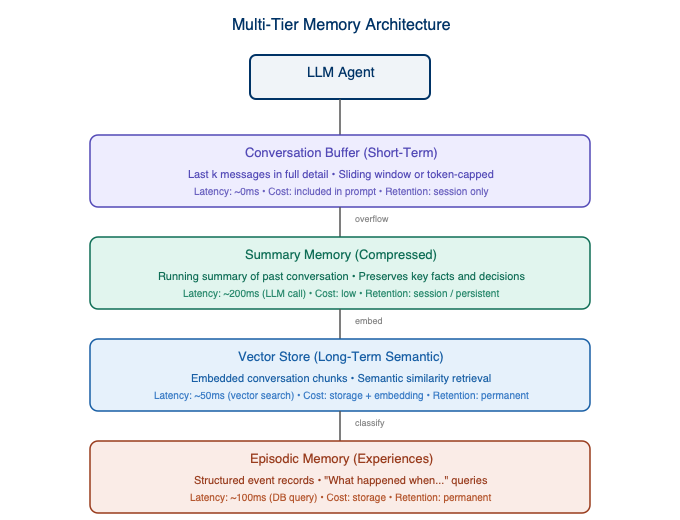 Multi-Tier Memory Architecture
LLM Agent
Conversation Buffer (Short-Term)
Last k messages in full detail • Sliding window or token-capped
Latency: ~0ms • Cost: included in prompt • Retention: session only
overflow
Summary Memory (Compressed)
Running summary of past conversation • Preserves key facts and decisions
Latency: ~200ms (LLM call) • Cost: low • Retention: session / persistent
embed
Vector Store (Long-Term Semantic)
Embedded conversation chunks • Semantic similarity retrieval
Latency: ~50ms (vector search) • Cost: storage + embedding • Retention: permanent
classify
Episodic Memory (Experiences)
Structured event records • "What happened when..." queries
Latency: ~100ms (DB query) • Cost: storage • Retention: permanent